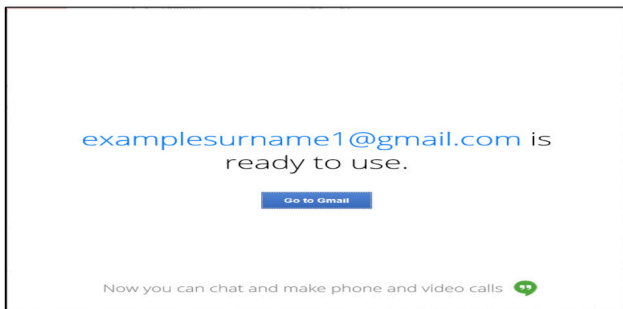 examplesurname1@gmail.com is
ready to use.
Go to Gmail
Now you can chat and make phone and video calls